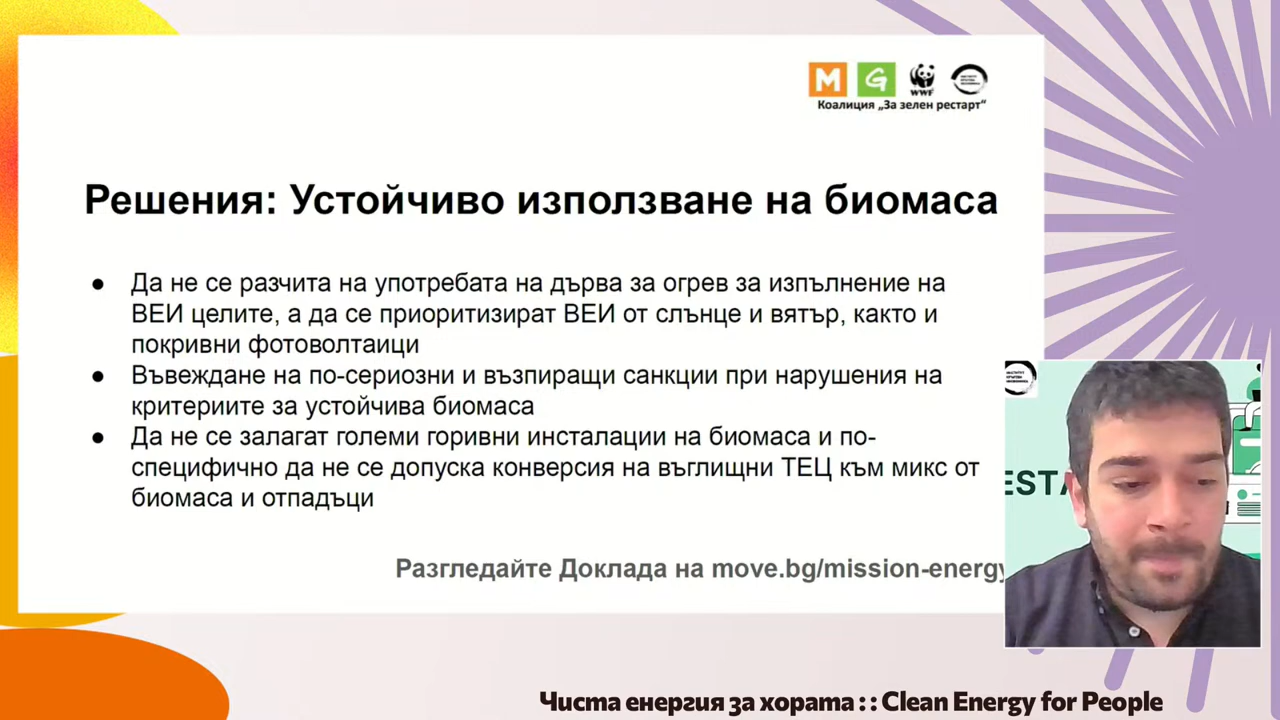 M G WWF
Коалиция „За зелен рестарт“
Решения: Устойчиво използване на биомаса
● Да не се разчита на употребата на дърва за огрев за изпълнение на
ВЕИ целите, а да се приоритизират ВЕИ от слънце и вятър, както и
покривни фотоволтаици
● Въвеждане на по-сериозни и възпиращи санкции при нарушения на
критериите за устойчива биомаса
● Да не се залагат големи горивни инсталации на биомаса и по-
специфично да не се допуска конверсия на въглищни ТЕЦ към микс от
биомаса и отпадъци
Разгледайте Доклада на move.bg/mission-energy
ESTA
Чиста енергия за хората :: Clean Energy for People